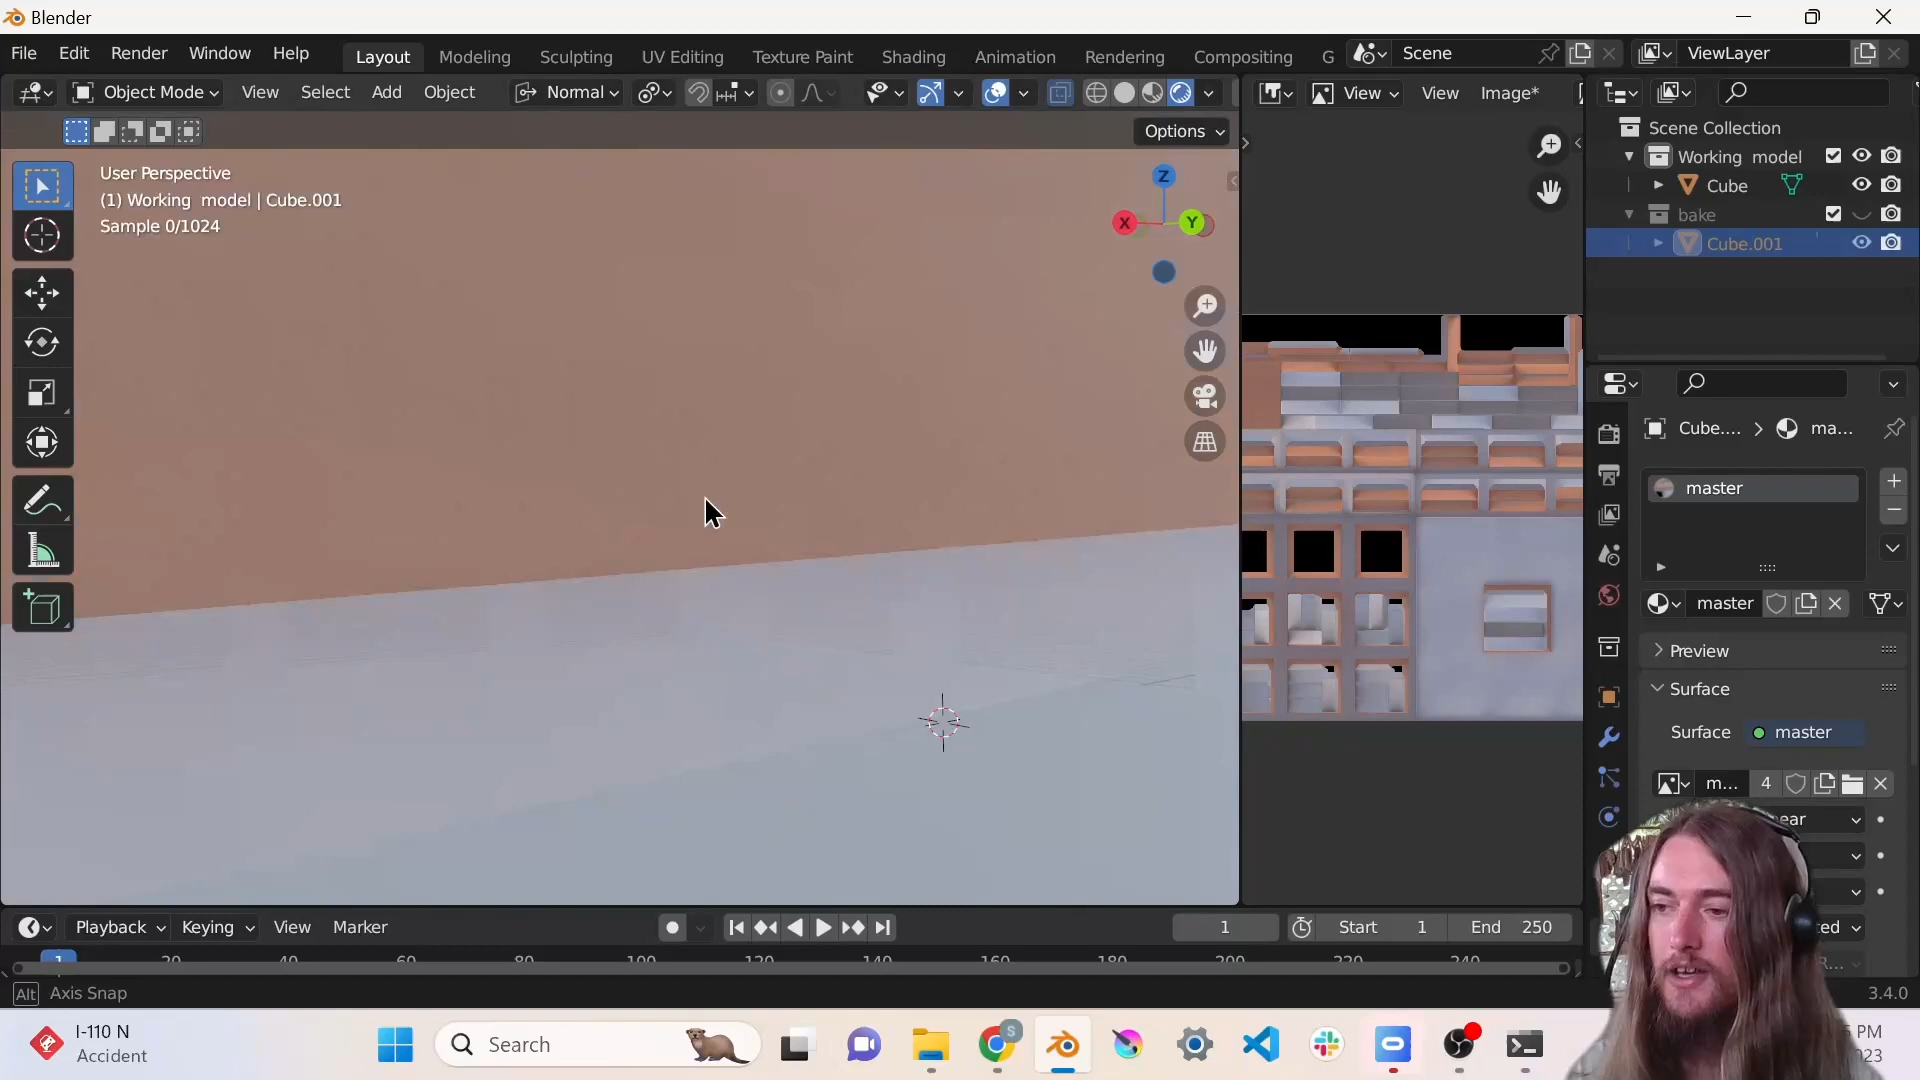 Blender
File Edit Render Window Help Layout Modeling Sculpting UV Editing Texture Paint Shading Animation Rendering Compositing G Scene ViewLayer
Object Mode View Select Add Object Normal View View Image*
Options
User Perspective
(1) Working model | Cube.001
Sample 0/1024
Z
X Y
Scene Collection
Working model
Cube
bake
Cube.001
Cube.... > ma...
master
master
Preview
Surface
Surface master
m... 4
ear
ted
R...
Playback Keying View Marker 1 Start 1 End 250
1 20 40 60 80 100 120 140 160 180 200 220 240
Alt Axis Snap 3.4.0
I-110 N
Accident
Search
S
PM
023